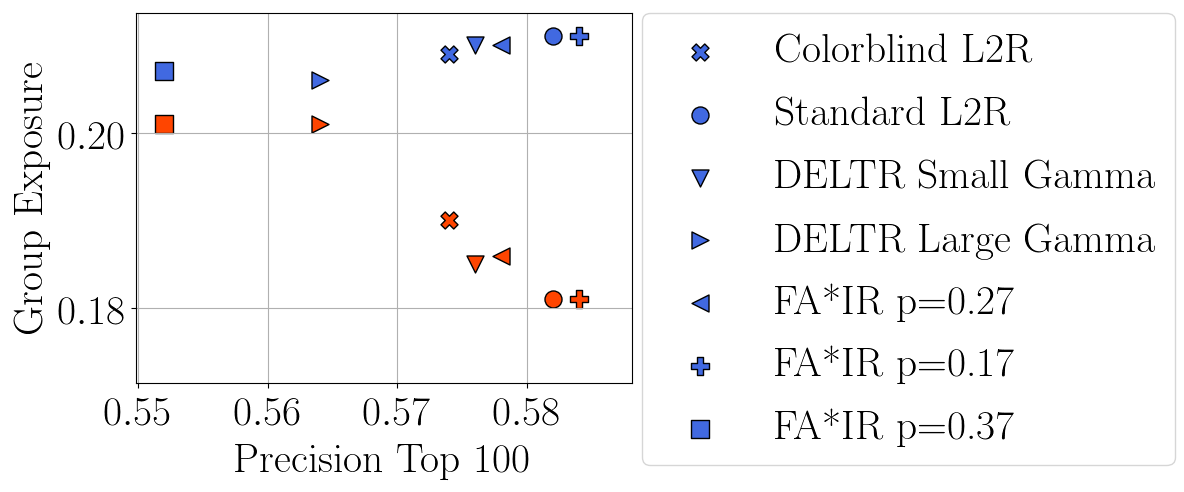 Group Exposure
0.20
0.18
0.55 0.56 0.57 0.58
Precision Top 100
Colorblind L2R
Standard L2R
DELTR Small Gamma
DELTR Large Gamma
FA*IR p=0.27
FA*IR p=0.17
FA*IR p=0.37